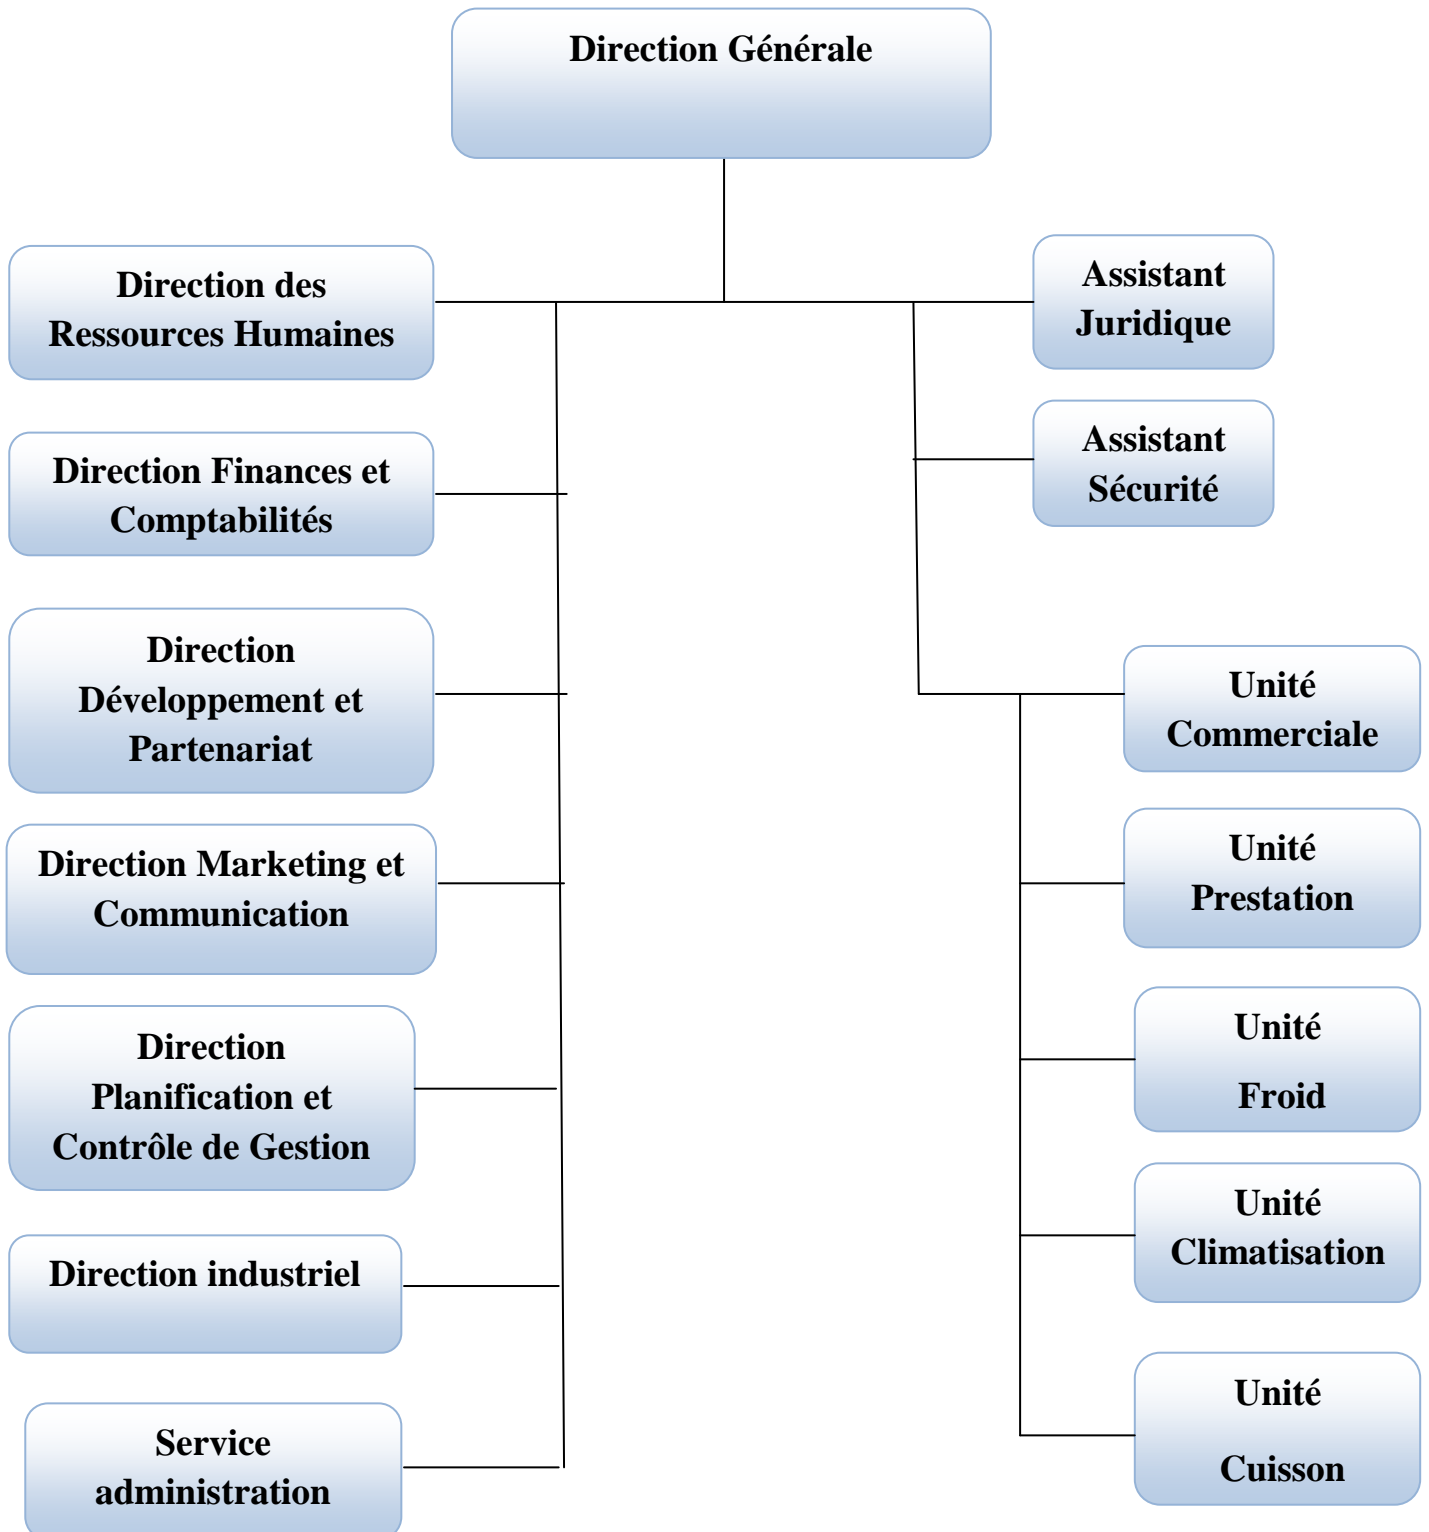 Direction Générale
Direction des
Ressources Humaines
Direction Finances et
Comptabilités
Direction
Développement et
Partenariat
Direction Marketing et
Communication
Direction
Planification et
Contrôle de Gestion
Direction industriel
Service
administration
Assistant
Juridique
Assistant
Sécurité
Unité
Commerciale
Unité
Prestation
Unité
Froid
Unité
Climatisation
Unité
Cuisson